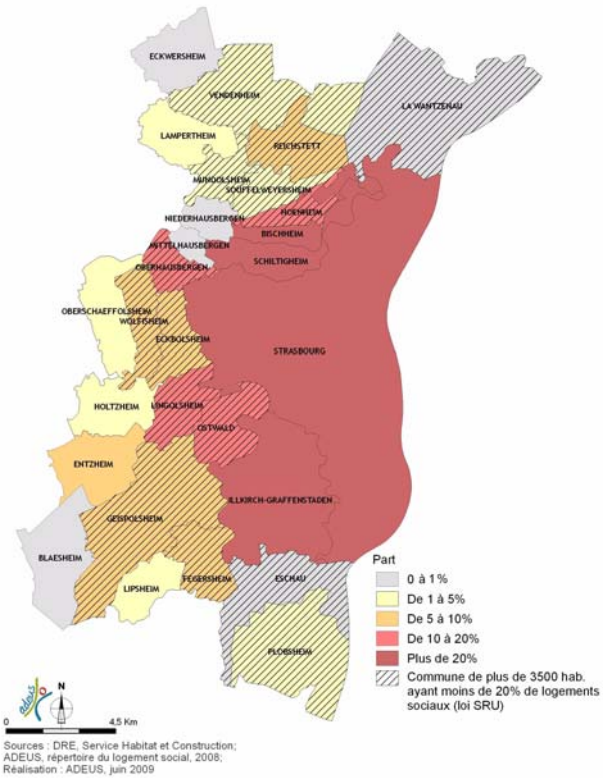 ECKWERSHEIM
VENDENHEIM
LA WANTZENAU
LAMPERTHEIM
REICHSTETT
MUNDOLSHEIM
SOUFFELWEYERSHEIM
NIEDERHAUSBERGEN
HOENHEIM
BISCHHEIM
MITTELHAUSBERGEN
SCHILTIGHEIM
OBERHAUSBERGEN
OBERSCHAEFFOLSHEIM
WOLFISHEIM
ECKBOLSHEIM
STRASBOURG
HOLTZHEIM
LINGOLSHEIM
OSTWALD
ENTZHEIM
ILLKIRCH-GRAFFENSTADEN
GEISPOLSHEIM
BLAESHEIM
FEGERSHEIM
ESCHAU
LIPSHEIM
PLOBSHEIM
Part
0 à 1%
De 1 à 5%
De 5 à 10%
De 10 à 20%
Plus de 20%
Commune de plus de 3500 hab.
ayant moins de 20% de logements
sociaux (loi SRU)
adeus
N
0 4,5 Km
Sources : DRE, Service Habitat et Construction;
ADEUS, répertoire du logement social, 2008;
Réalisation : ADEUS, juin 2009